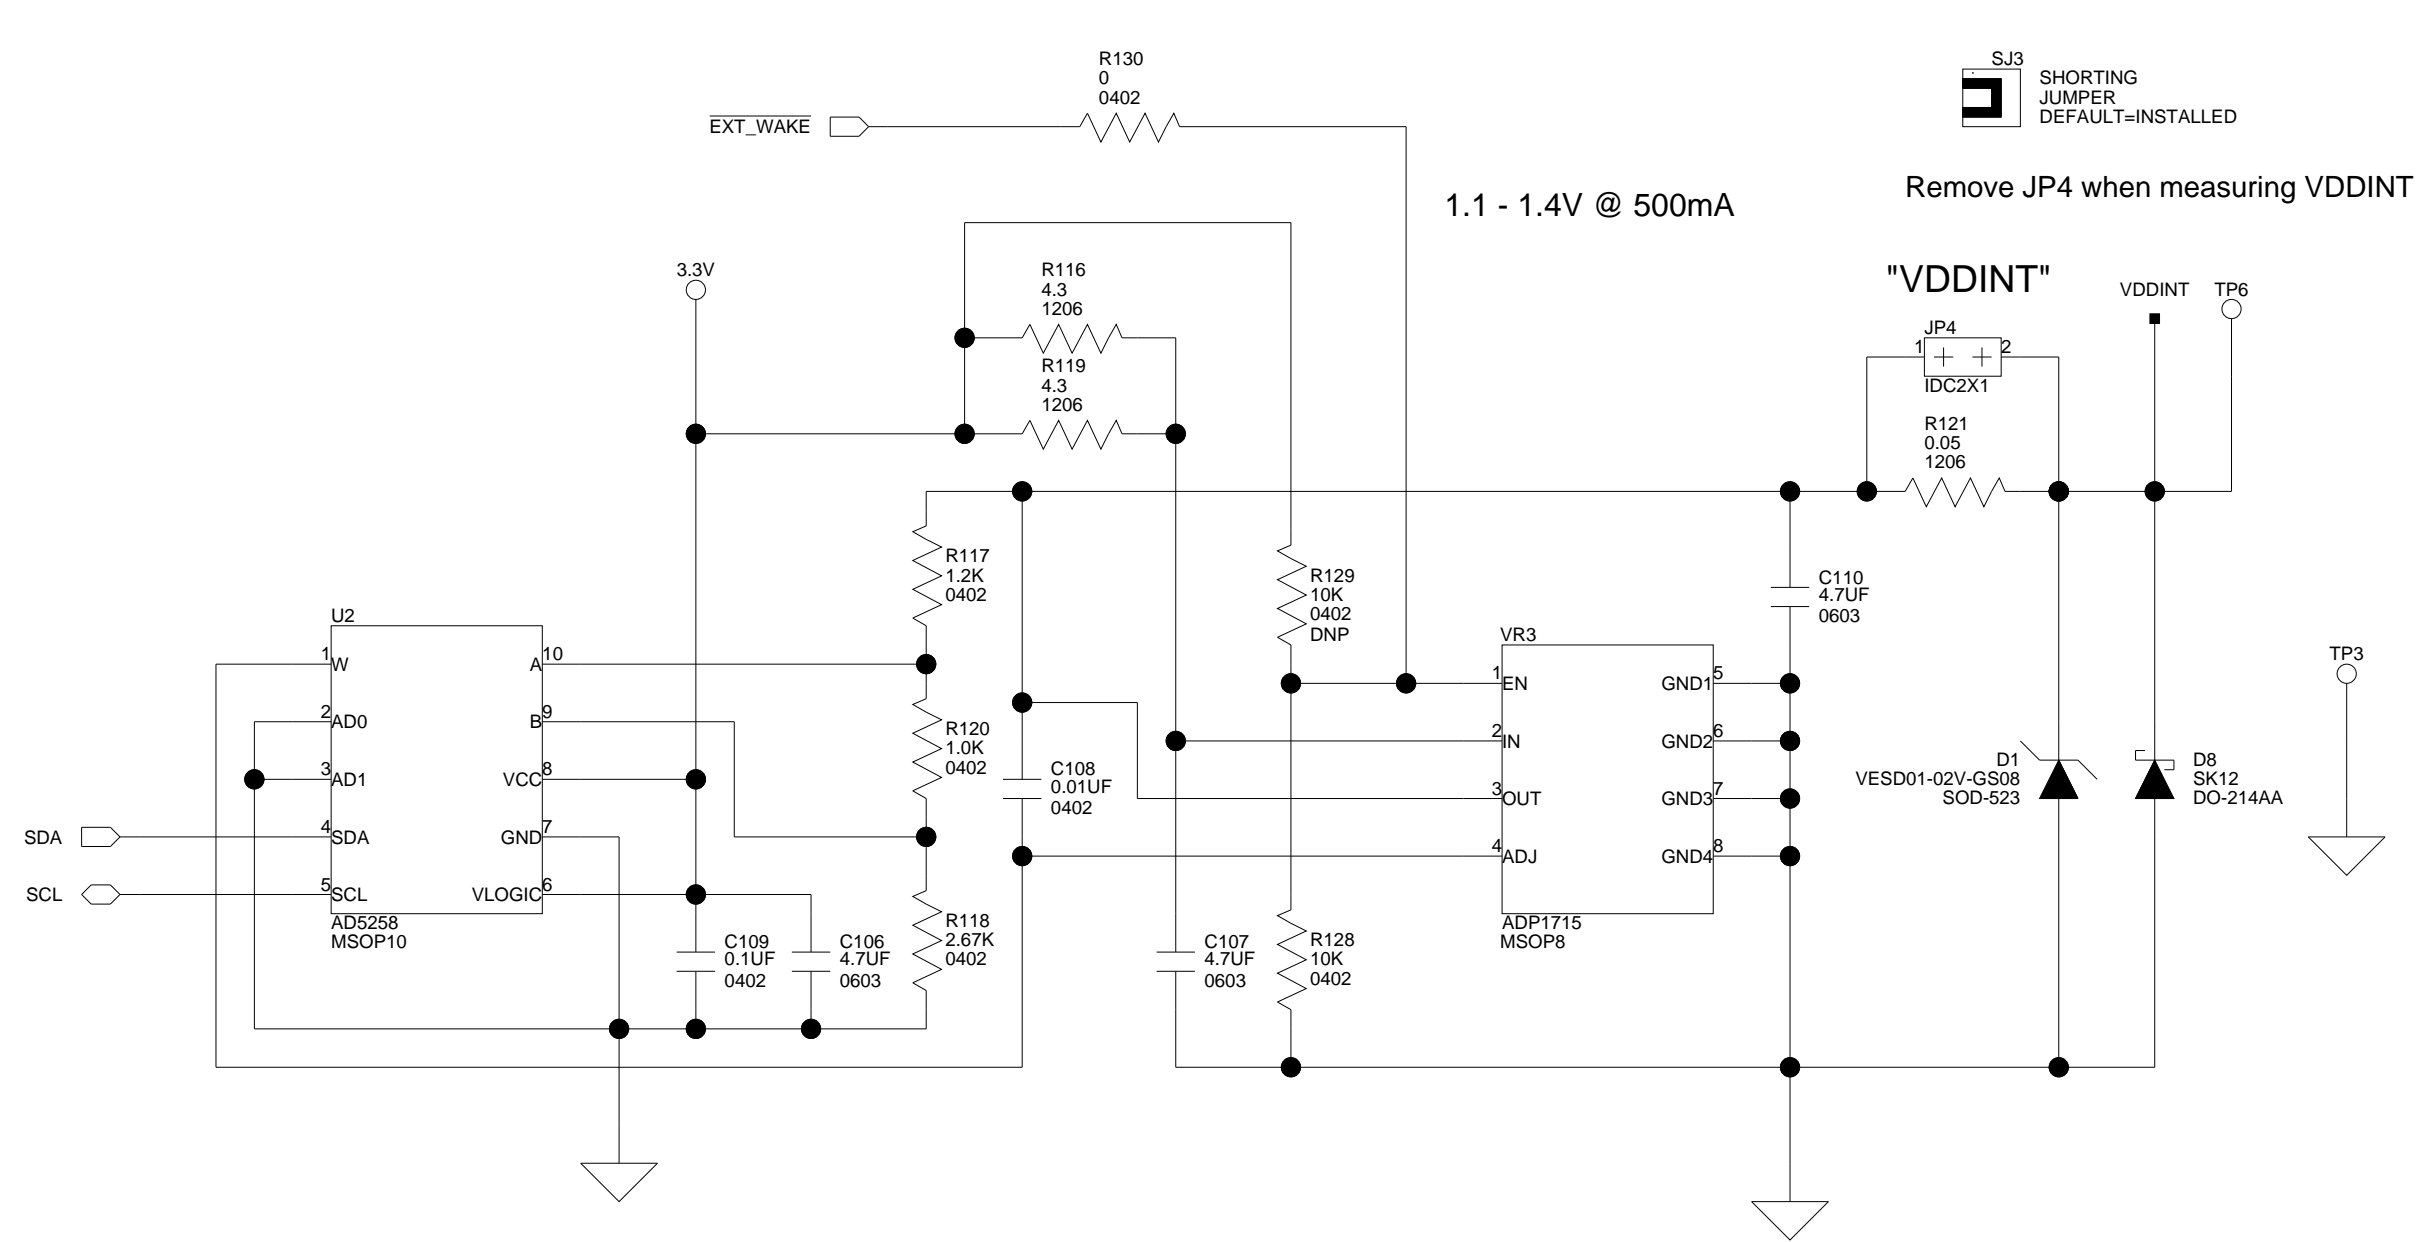 R130
0
0402
EXT_WAKE
SJ3
SHORTING
JUMPER
DEFAULT=INSTALLED
Remove JP4 when measuring VDDINT
1.1 - 1.4V @ 500mA
3.3V
R116
4.3
1206
R119
4.3
1206
"VDDINT"
VDDINT
TP6
JP4
1
2
IDC2X1
R121
0.05
1206
R117
1.2K
0402
R129
10K
0402
DNP
C110
4.7UF
0603
U2
1
W
2
AD0
3
AD1
4
SDA
5
SCL
A
10
B
9
VCC
8
GND
7
VLOGIC
6
AD5258
MSOP10
SDA
SCL
R120
1.0K
0402
C108
0.01UF
0402
R118
2.67K
0402
C109
0.1UF
0402
C106
4.7UF
0603
C107
4.7UF
0603
R128
10K
0402
VR3
1
EN
2
IN
3
OUT
4
ADJ
GND1
5
GND2
6
GND3
7
GND4
8
ADP1715
MSOP8
D1
VESD01-02V-GS08
SOD-523
D8
SK12
DO-214AA
TP3